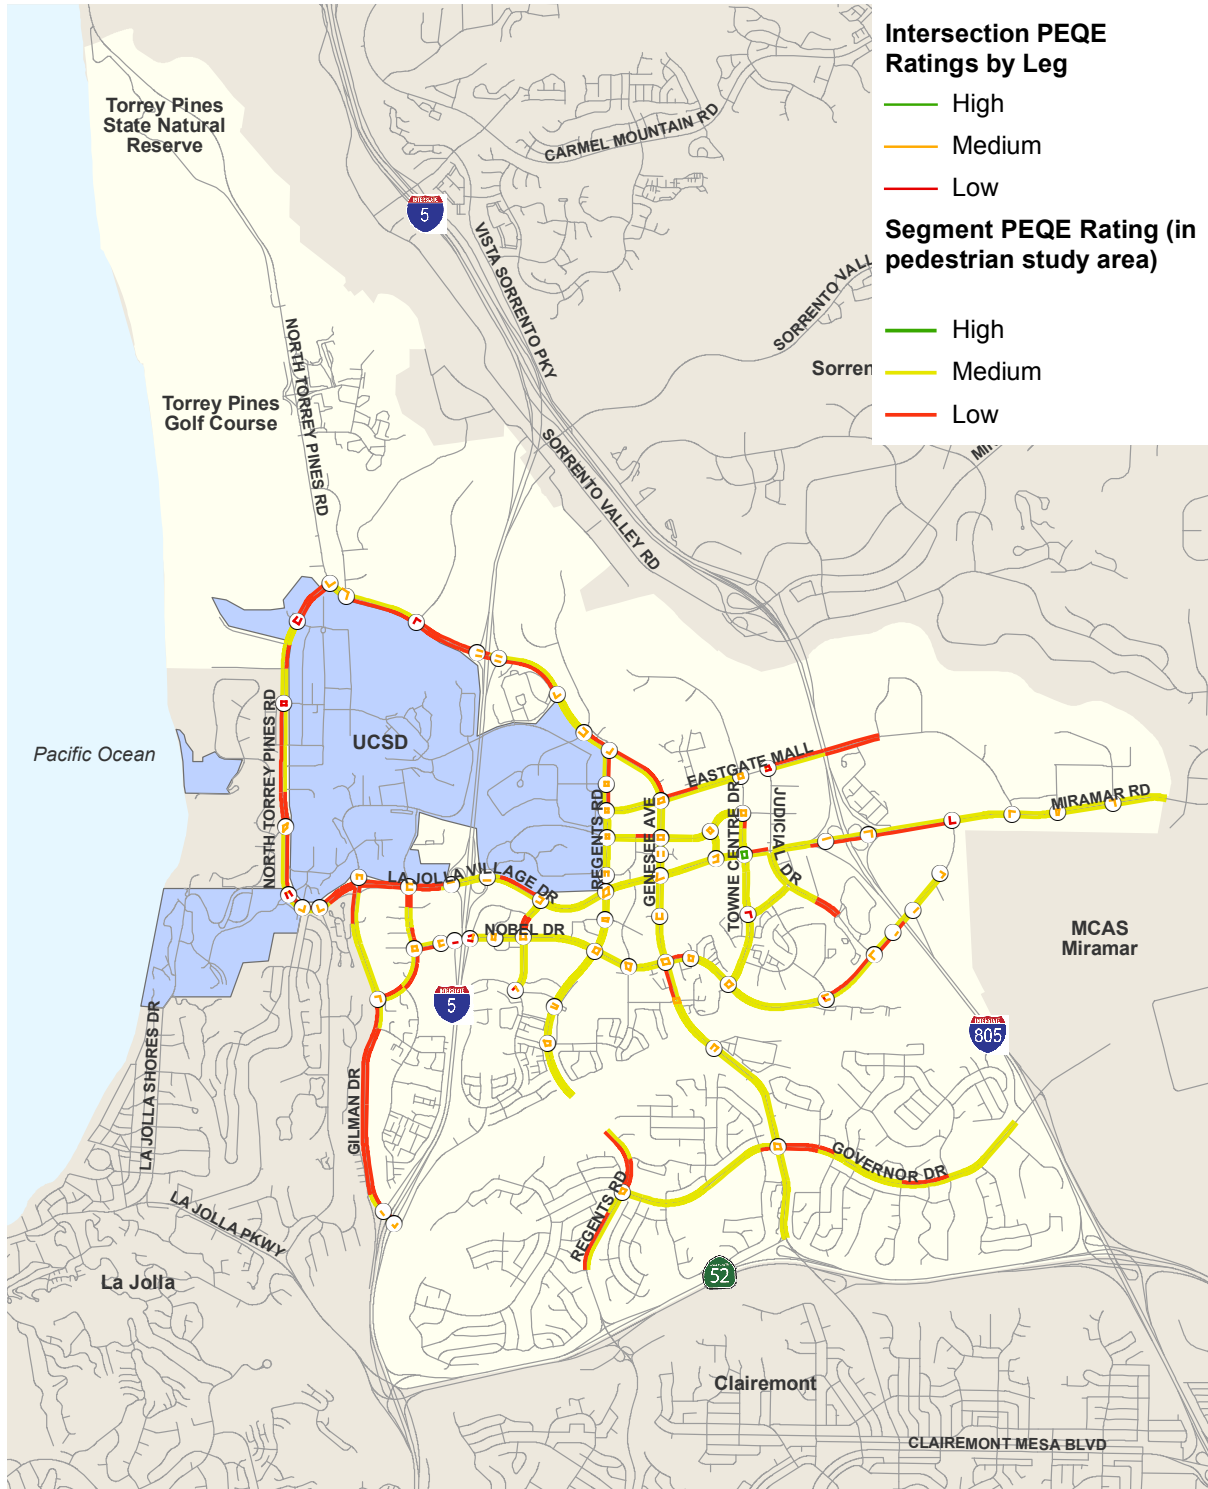 Intersection PEQE
Ratings by Leg
High
Medium
Low
Segment PEQE Rating (in
pedestrian study area)
High
Medium
Low
Torrey Pines
State Natural
Reserve
CARMEL MOUNTAIN RD
INTERSTATE
5
VISTA SORRENTO PKY
SORRENTO VALL
Sorren
NORTH TORREY PINES RD
Torrey Pines
Golf Course
SORRENTO VALLEY RD
MI
NORTH TORREY PINES RD
UCSD
Pacific Ocean
EASTGATE MALL
REGENTS RD
GENESEE AVE
TOWNE CENTRE DR
JUDICIAL DR
MIRAMAR RD
LA JOLLA VILLAGE DR
NOBEL DR
MCAS
Miramar
INTERSTATE
5
INTERSTATE
805
LA JOLLA SHORES DR
GILMAN DR
GOVERNOR DR
REGENTS RD
LA JOLLA PKWY
La Jolla
52
Clairemont
CLAIREMONT MESA BLVD